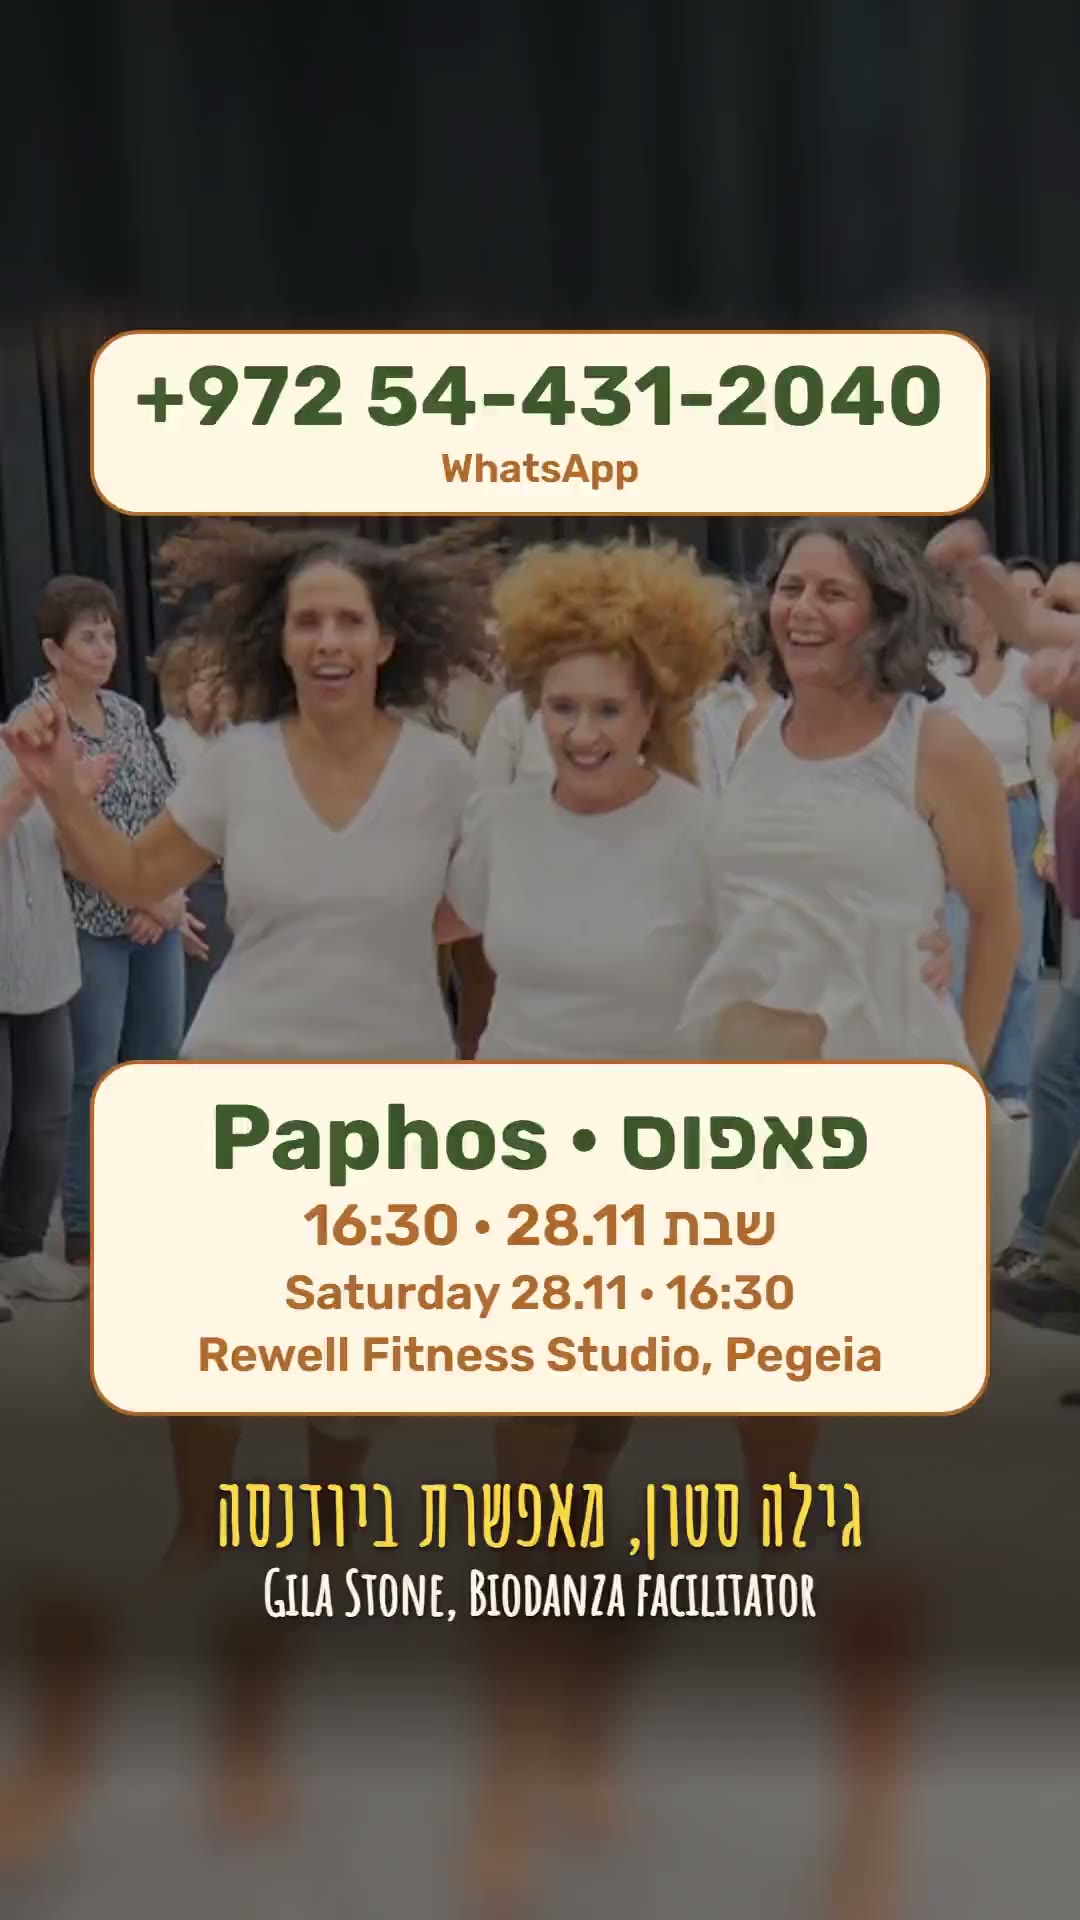 +972 54-431-2040
WhatsApp
Paphos • פאפוס
שבת 28.11 • 16:30
Saturday 28.11 • 16:30
Rewell Fitness Studio, Pegeia
גילה סטון, מאפשרת ביודנסה
Gila Stone, Biodanza facilitator